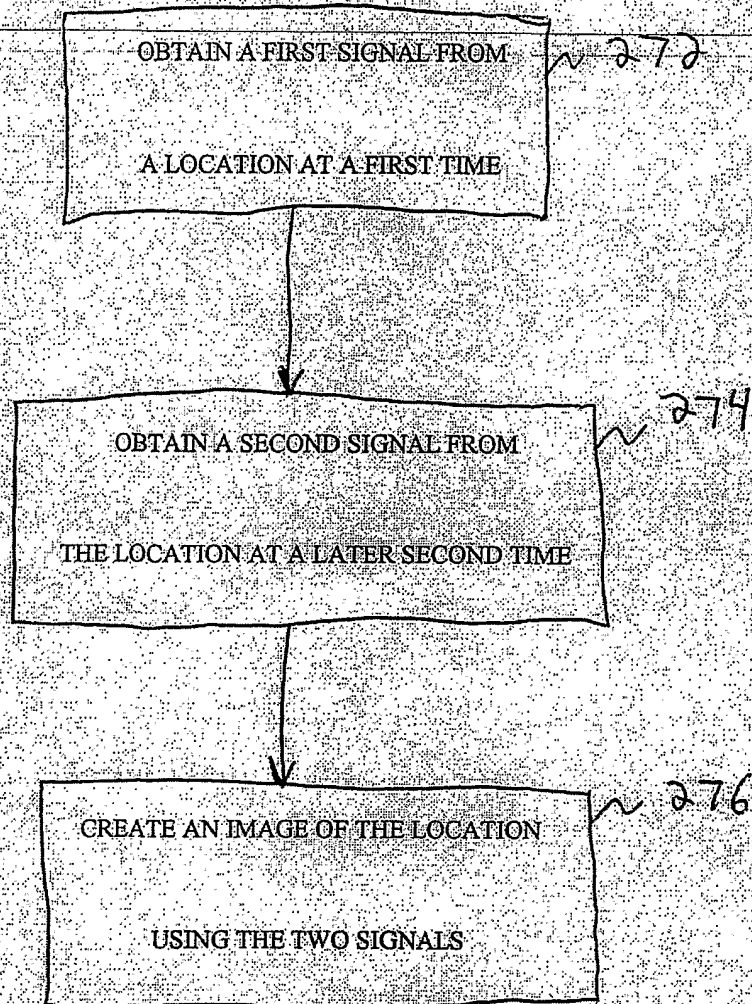 OBTAIN A FIRST SIGNAL FROM
272
A LOCATION AT A FIRST TIME
OBTAIN A SECOND SIGNAL FROM
274
THE LOCATION AT A LATER SECOND TIME
CREATE AN IMAGE OF THE LOCATION
276
USING THE TWO SIGNALS